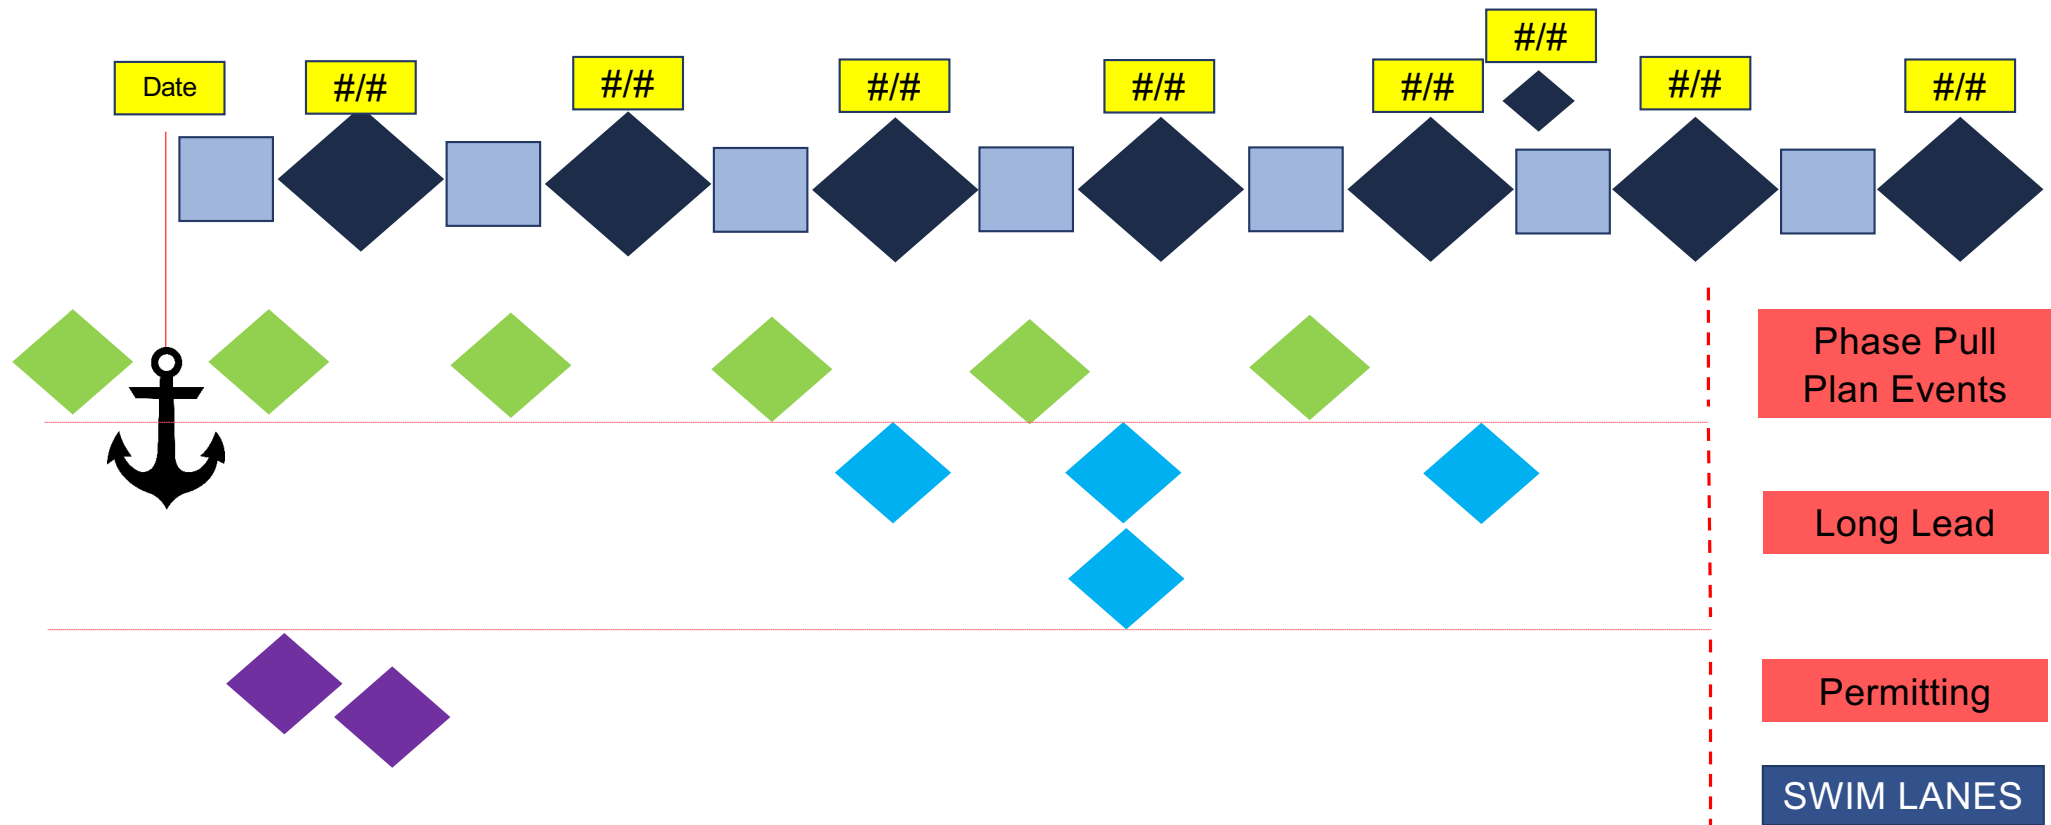 #/#
Date
#/#
#/#
#/#
#/#
#/#
#/#
#/#
Phase Pull
Plan Events
Long Lead
Permitting
SWIM LANES